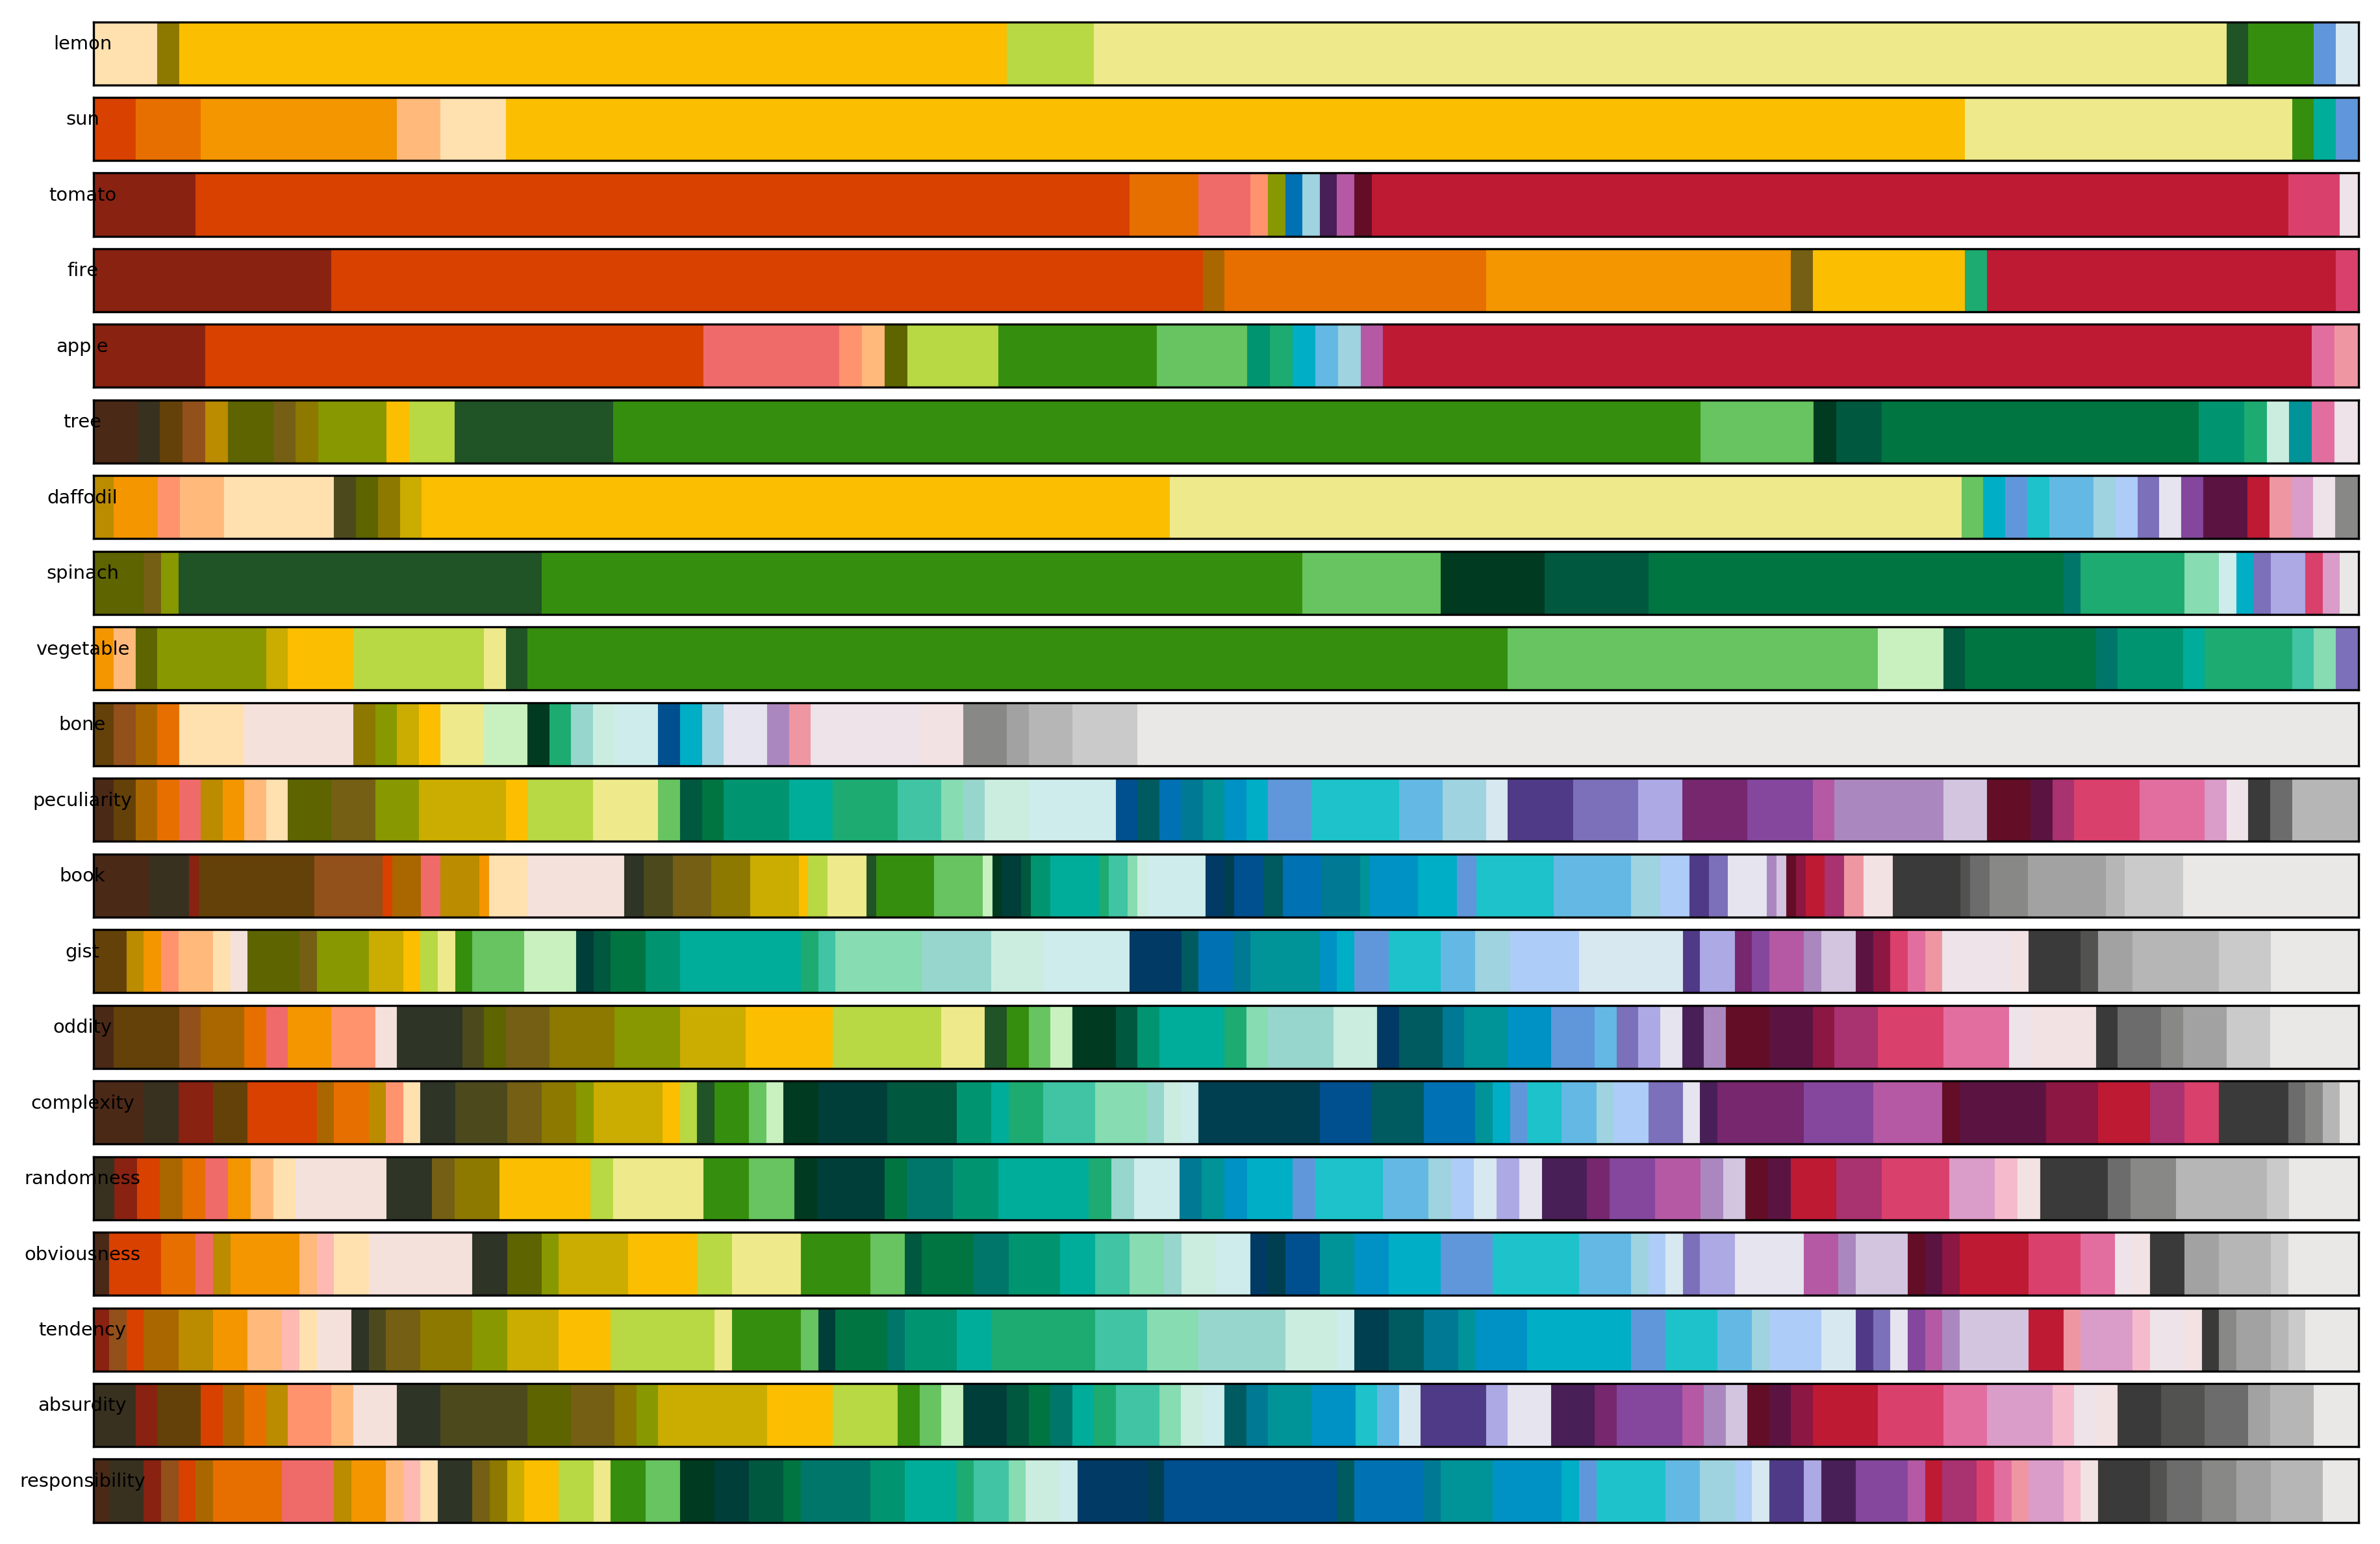 lemon
sun
tomato
fire
apple
tree
daffodil
spinach
vegetable
bone
peculiarity
book
gist
oddity
complexity
randomness
obviousness
tendency
absurdity
responsibility